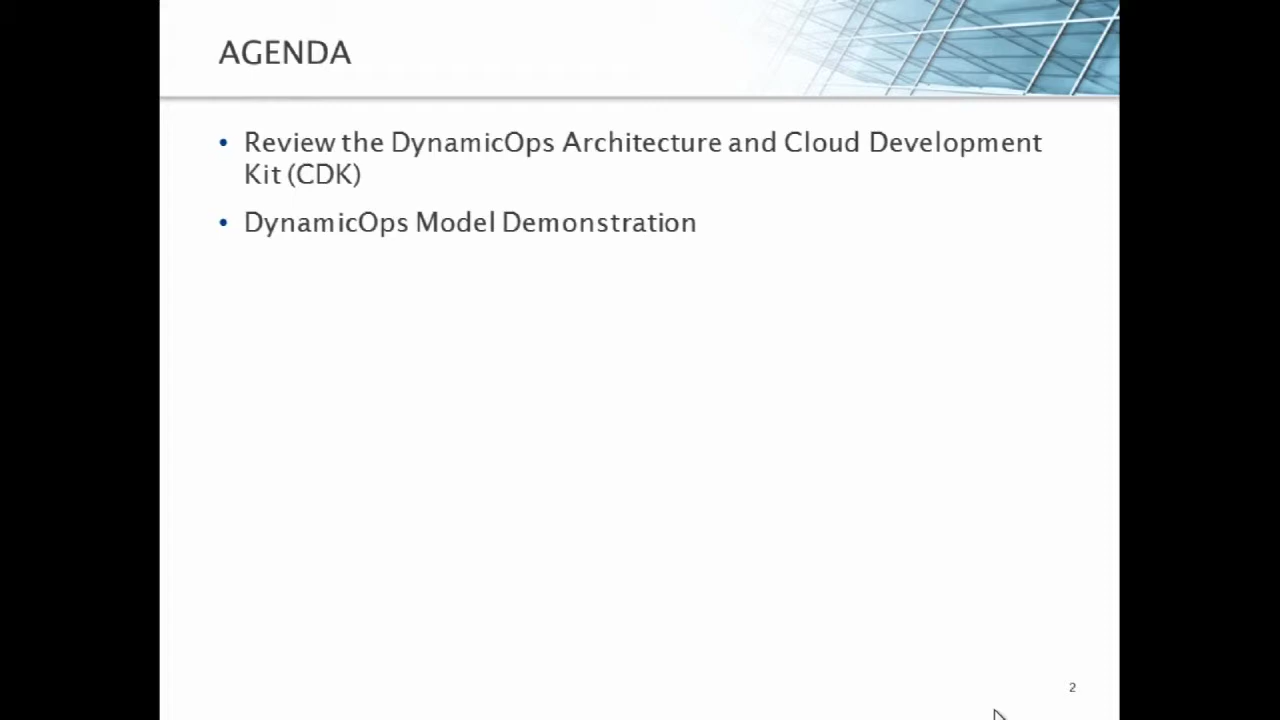 AGENDA
• Review the DynamicOps Architecture and Cloud Development
Kit (CDK)
• DynamicOps Model Demonstration
2